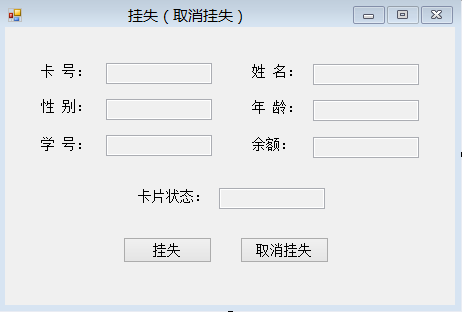 挂失（取消挂失）
卡 号： 姓 名：
性 别： 年 龄：
学 号： 余额：
卡片状态：
挂失 取消挂失